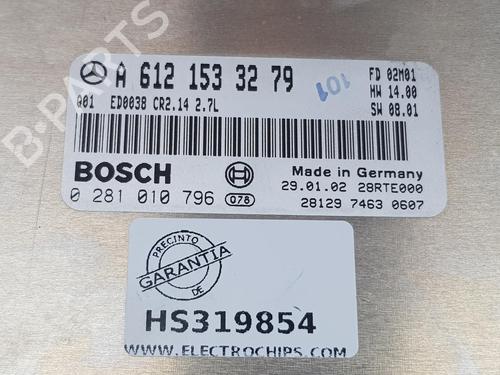 A 612 153 32 79
101
FD 02M01
HW 14.00
SW 08.01
Q01 ED0038 CR2.14 2.7L
BOSCH
Made in Germany
0 281 010 796 078
29.01.02 28RTE000
28129 7463 0607
PRECINTO
GARANTIA
DE
HS319854
WWW.ELECTROCHIPS.COM
B-PARTS